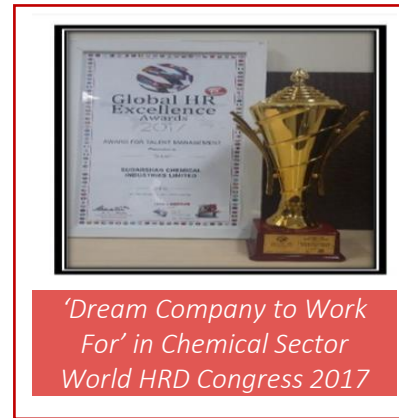 Global HR
Excellence
Awards
2017
AWARD FOR TALENT MANAGEMENT
SUDARSHAN CHEMICAL
INDUSTRIES LIMITED
‘Dream Company to Work
For’ in Chemical Sector
World HRD Congress 2017